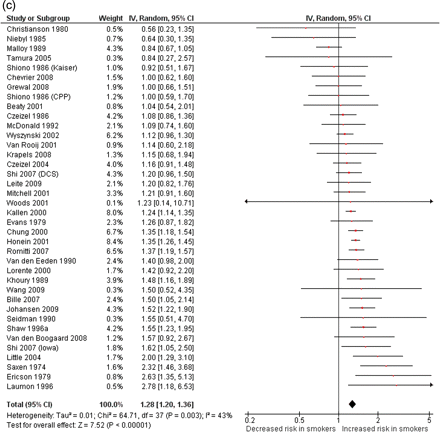 (c)
Study or Subgroup Weight IV, Random, 95% CI IV, Random, 95% CI
Christianson 1980 0.5% 0.56 [0.23, 1.35]
Niebyl 1985 0.7% 0.64 [0.30, 1.35]
Malloy 1989 4.2% 0.84 [0.67, 1.05]
Tamura 2005 0.3% 0.84 [0.27, 2.57]
Shiono 1986 (Kaiser) 1.1% 0.92 [0.51, 1.67]
Chevrier 2008 1.6% 1.00 [0.62, 1.60]
Grewal 2008 2.0% 1.00 [0.66, 1.51]
Shiono 1986 (CPP) 1.3% 1.00 [0.59, 1.70]
Beaty 2001 0.8% 1.04 [0.54, 2.01]
Czeizel 1986 4.0% 1.08 [0.86, 1.36]
McDonald 1992 2.1% 1.09 [0.74, 1.60]
Wyszynski 2002 6.2% 1.12 [0.96, 1.30]
Van Rooij 2001 0.9% 1.14 [0.60, 2.18]
Krapels 2008 1.5% 1.15 [0.68, 1.94]
Czeizel 2004 3.7% 1.16 [0.91, 1.48]
Shi 2007 (DCS) 4.1% 1.20 [0.96, 1.50]
Leite 2009 2.1% 1.20 [0.82, 1.76]
Mitchell 2001 3.0% 1.21 [0.91, 1.60]
Woods 2001 0.1% 1.23 [0.14, 10.71]
Kallen 2000 8.2% 1.24 [1.14, 1.35]
Evans 1979 2.2% 1.26 [0.87, 1.82]
Chung 2000 6.8% 1.35 [1.18, 1.54]
Honein 2001 8.1% 1.35 [1.26, 1.45]
Romitti 2007 6.5% 1.37 [1.19, 1.57]
Van den Eeden 1990 2.4% 1.40 [0.98, 2.00]
Lorente 2000 1.7% 1.42 [0.92, 2.20]
Khoury 1989 3.8% 1.48 [1.16, 1.89]
Wang 2009 0.4% 1.50 [0.52, 4.35]
Bille 2007 2.9% 1.50 [1.05, 2.14]
Johansen 2009 3.9% 1.52 [1.22, 1.90]
Seidman 1990 0.3% 1.55 [0.51, 4.70]
Shaw 1996a 4.0% 1.55 [1.23, 1.95]
Van den Boogaard 2008 1.3% 1.57 [0.92, 2.67]
Shi 2007 (Iowa) 1.8% 1.62 [1.05, 2.50]
Little 2004 1.8% 2.00 [1.29, 3.10]
Saxen 1974 1.6% 2.32 [1.46, 3.68]
Ericson 1979 0.9% 2.63 [1.35, 5.13]
Laumon 1996 0.9% 2.78 [1.18, 6.53]
Total (95% CI) 100.0% 1.28 [1.20, 1.36]
Heterogeneity: Tau² = 0.01; Chi² = 64.71, df = 37 (P = 0.003); I² = 43%
Test for overall effect: Z = 7.52 (P < 0.00001)
0.2 0.5 1 2 5
Decreased risk in smokers Increased risk in smokers